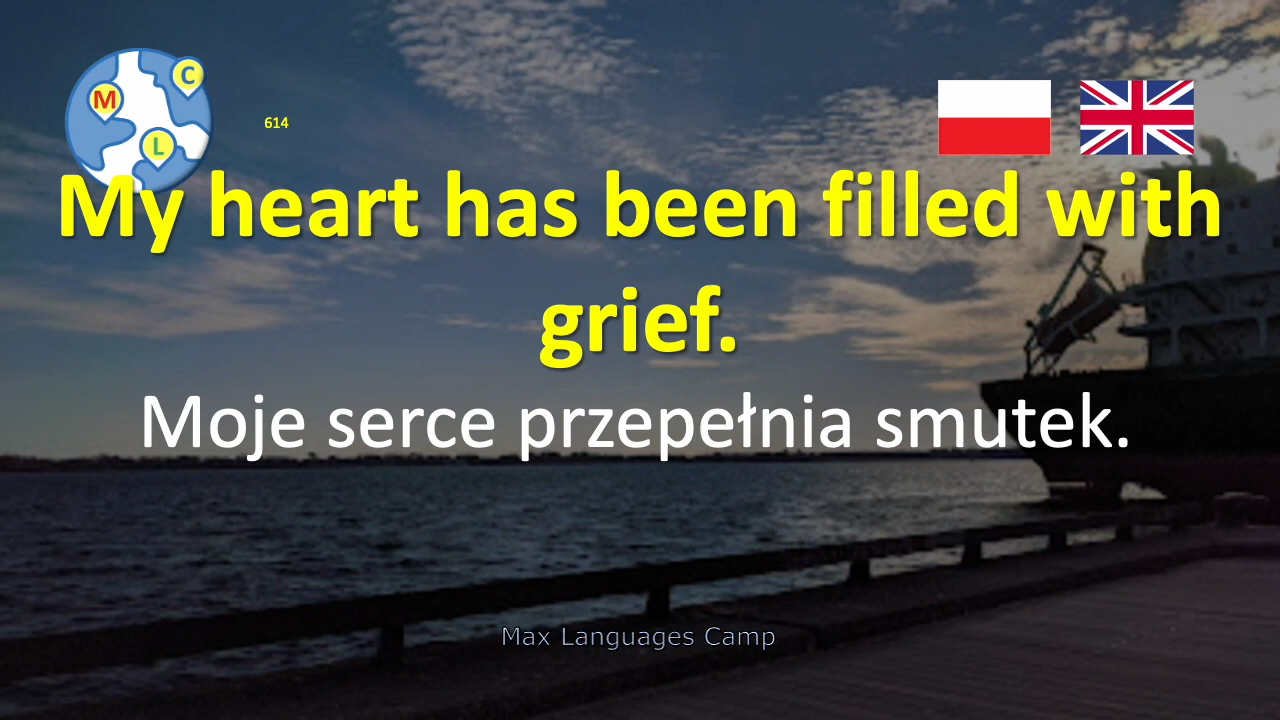 C
M
L
614
My heart has been filled with
grief.
Moje serce przepełnia smutek.
Max Languages Camp